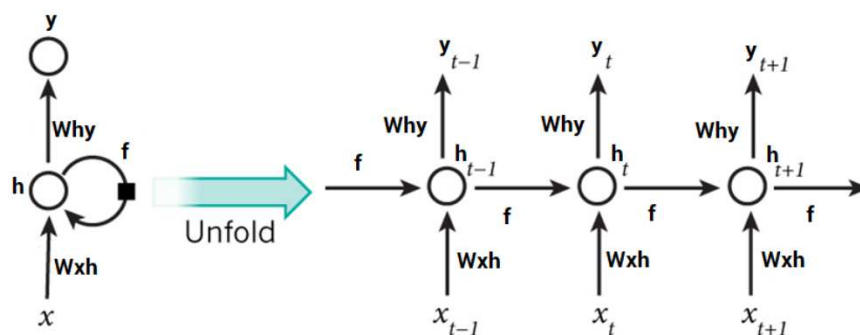 y
Why
f
h
Wxh
x
Unfold
y t-1
y t
y t+1
Why
Why
Why
f
h t-1
h t
h t+1
f
f
f
Wxh
Wxh
Wxh
x t-1
x t
x t+1